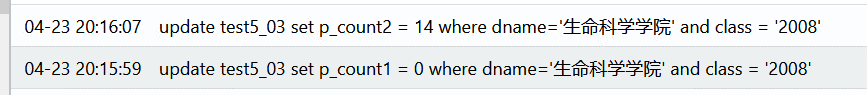 04-23 20:16:07 update test5_03 set p_count2 = 14 where dname='生命科学学院' and class = '2008'
04-23 20:15:59 update test5_03 set p_count1 = 0 where dname='生命科学学院' and class = '2008'